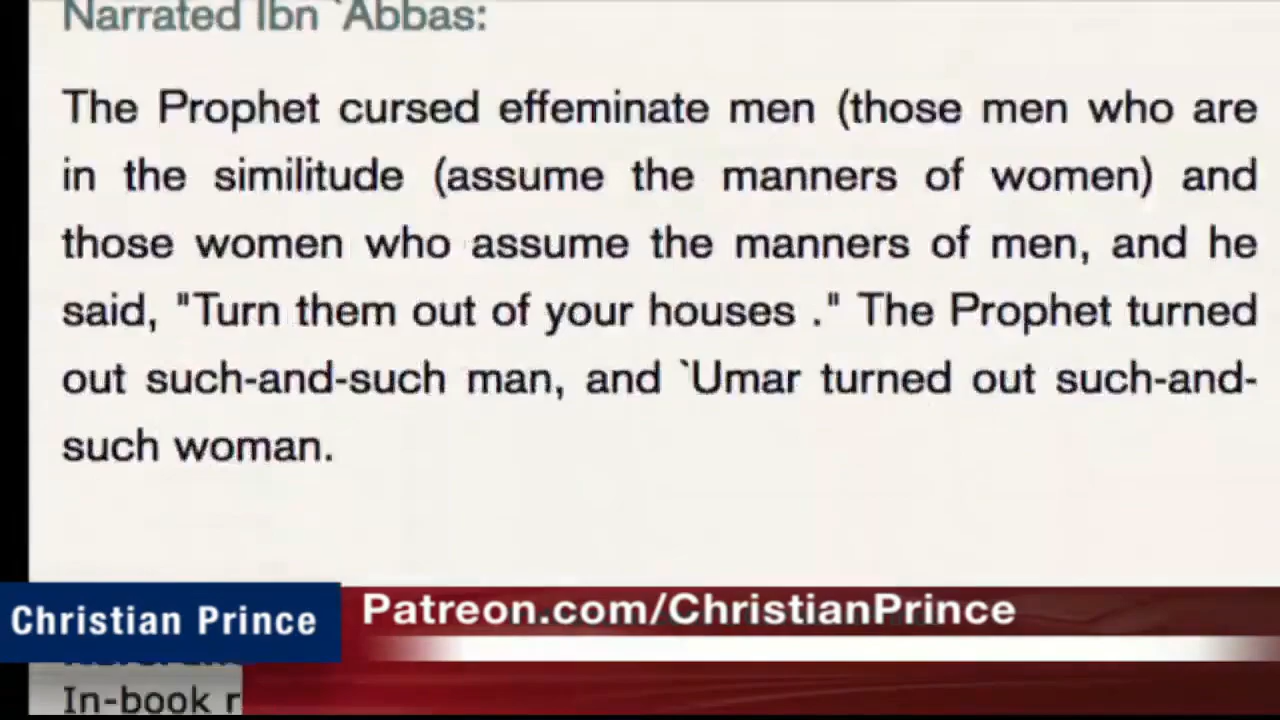 Narrated Ibn `Abbas:
The Prophet cursed effeminate men (those men who are
in the similitude (assume the manners of women) and
those women who assume the manners of men, and he
said, "Turn them out of your houses ." The Prophet turned
out such-and-such man, and `Umar turned out such-and-
such woman.
Christian Prince
Patreon.com/ChristianPrince
In-book r